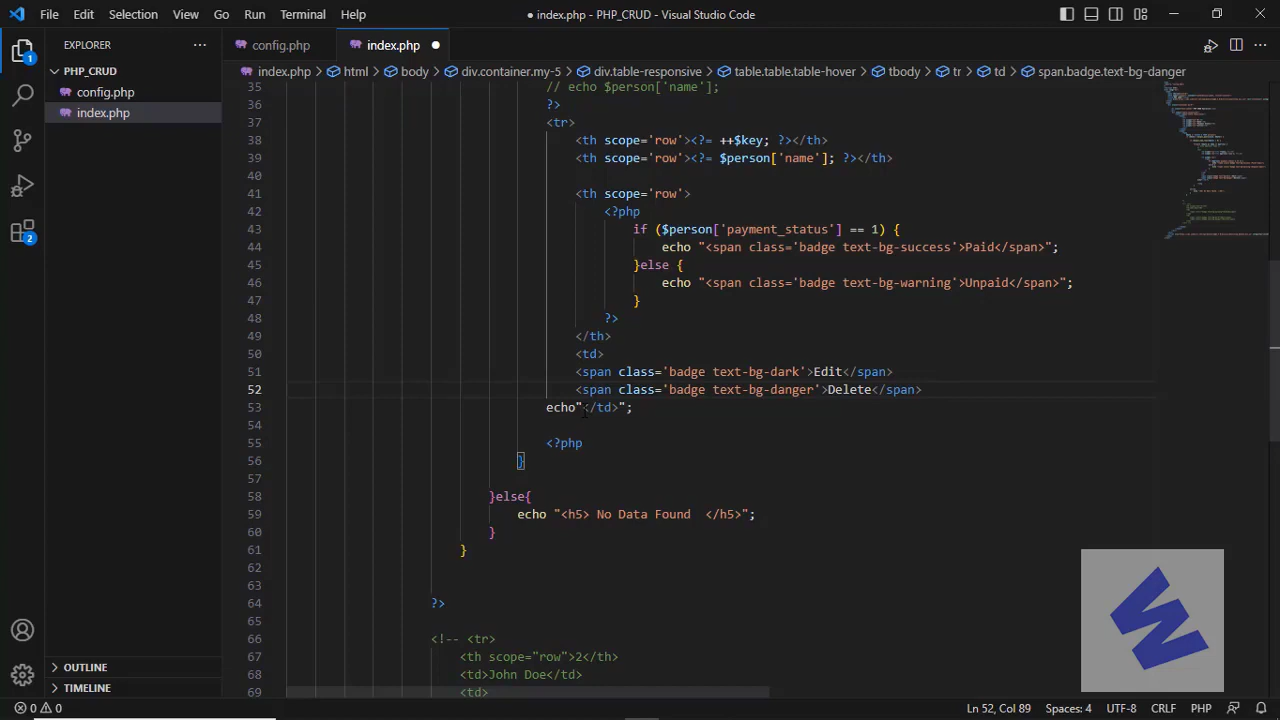 File Edit Selection View Go Run Terminal Help
● index.php - PHP_CRUD - Visual Studio Code
EXPLORER
config.php
index.php
PHP_CRUD
config.php
index.php
index.php > html > body > div.container.my-5 > div.table-responsive > table.table.table-hover > tbody > tr > td > span.badge.text-bg-danger
1
2
35 // echo $person['name'];
36 ?>
37 <tr>
38 <th scope='row'><?= ++$key; ?></th>
39 <th scope='row'><?= $person['name']; ?></th>
40
41 <th scope='row'>
42 <?php
43 if ($person['payment_status'] == 1) {
44 echo "<span class='badge text-bg-success'>Paid</span>";
45 }else {
46 echo "<span class='badge text-bg-warning'>Unpaid</span>";
47 }
48 ?>
49 </th>
50 <td>
51 <span class='badge text-bg-dark'>Edit</span>
52 <span class='badge text-bg-danger'>Delete</span>
53 echo"</td>";
54
55 <?php
56 }
57
58 }else{
59 echo "<h5> No Data Found  </h5>";
60 }
61 }
62
63
64 ?>
65
66 <!-- <tr>
67 <th scope="row">2</th>
68 <td>John Doe</td>
69 <td>
OUTLINE
TIMELINE
0 0
Ln 52, Col 89 Spaces: 4 UTF-8 CRLF PHP
W